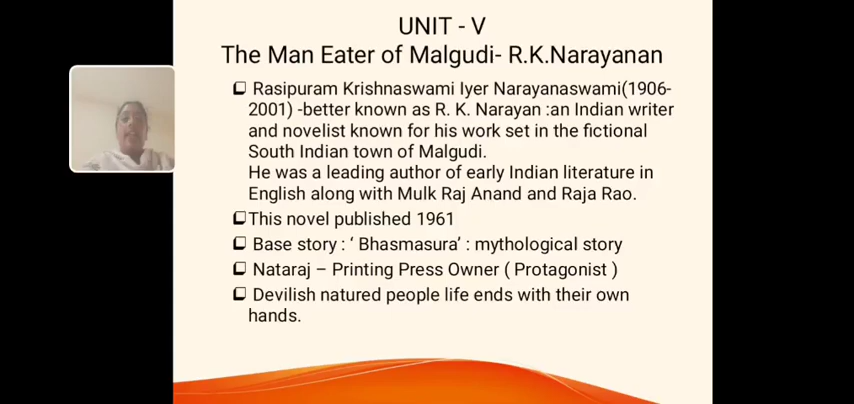 UNIT - V
The Man Eater of Malgudi- R.K.Narayanan
❑ Rasipuram Krishnaswami Iyer Narayanaswami(1906-
2001) -better known as R. K. Narayan :an Indian writer
and novelist known for his work set in the fictional
South Indian town of Malgudi.
He was a leading author of early Indian literature in
English along with Mulk Raj Anand and Raja Rao.
❑This novel published 1961
❑ Base story : ‘ Bhasmasura’ : mythological story
❑ Nataraj – Printing Press Owner ( Protagonist )
❑ Devilish natured people life ends with their own
hands.